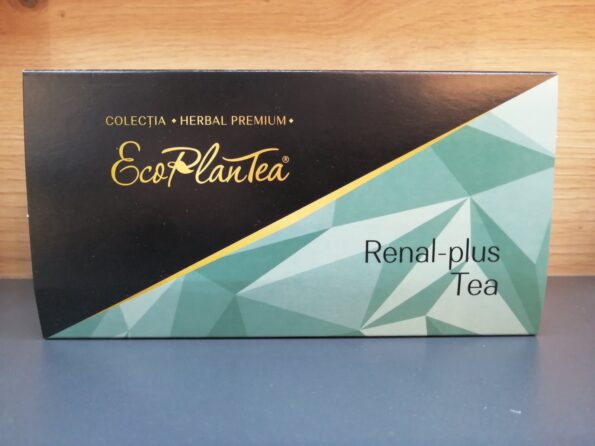 COLECȚIA • HERBAL PREMIUM •
EcoPlanTea®
Renal-plus
Tea